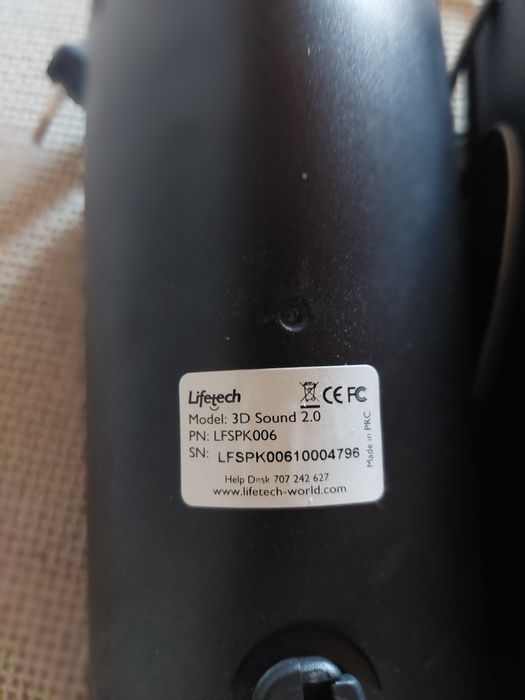 Lifetech
CE FC
Model: 3D Sound 2.0
PN: LFSPK006
SN: LFSPK00610004796
Made in PRC
Help Desk 707 242 627
www.lifetech-world.com